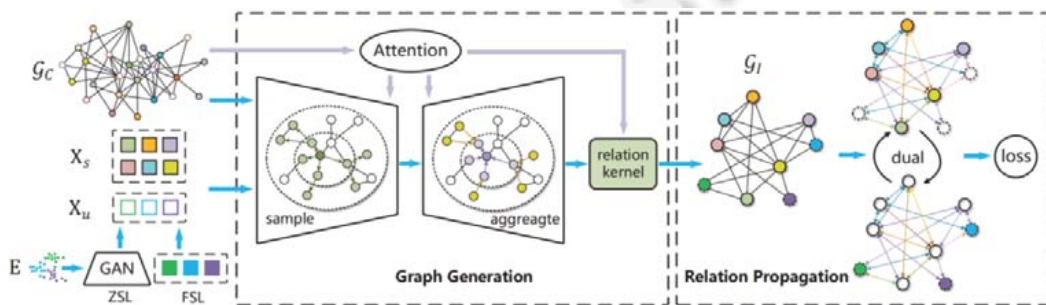 𝒢_C
Attention
X_s
X_u
E
GAN
ZSL
FSL
sample
aggreagte
relation
kernel
Graph Generation
𝒢_I
dual
loss
Relation Propagation